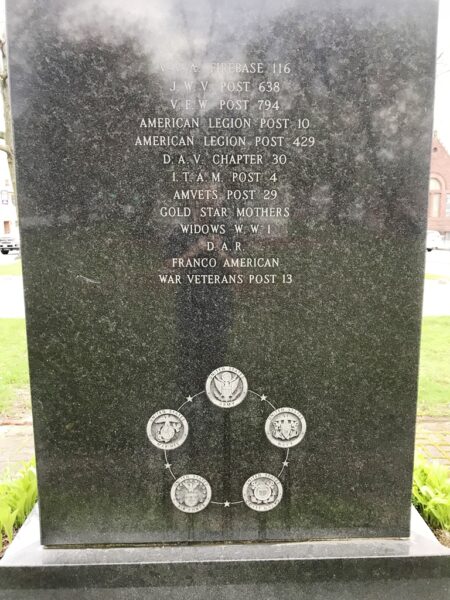 FIREBASE 116
J. W. V. POST 638
V. F. W. POST 794
AMERICAN LEGION POST 10
AMERICAN LEGION POST 429
D. A. V. CHAPTER 30
I. T. A. M. POST 4
AMVETS POST 29
GOLD STAR MOTHERS
WIDOWS W. W. 1
D. A. R.
FRANCO AMERICAN
WAR VETERANS POST 13